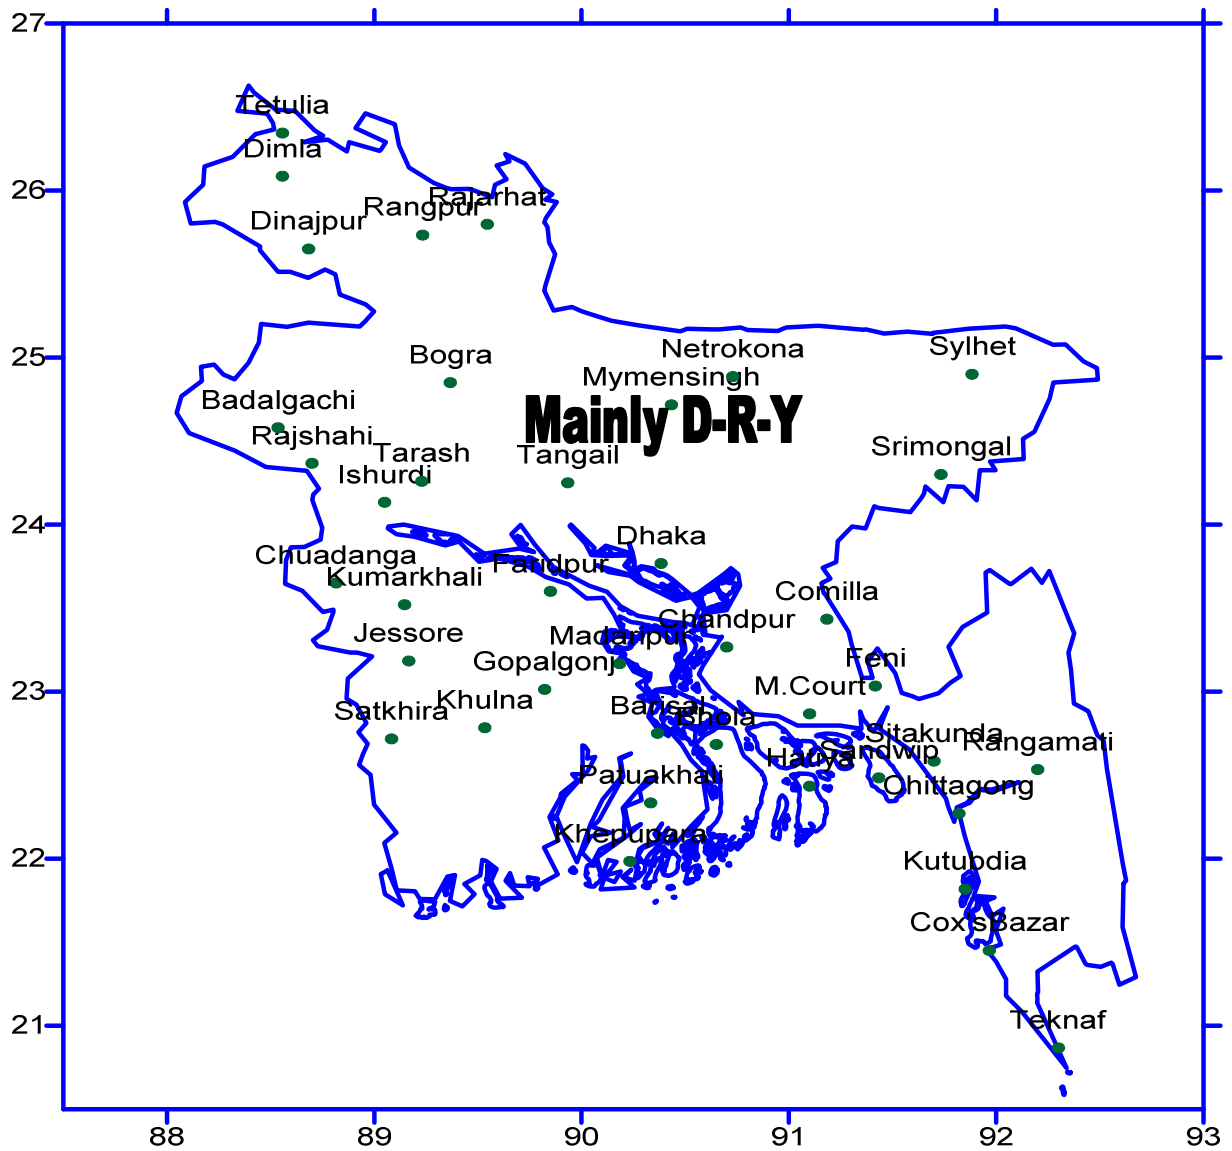 27
Tetulia
Dimla
26
Rajarhat
Rangpur
Dinajpur
25
Netrokona
Sylhet
Bogra
Mymensingh
Badalgachi
Mainly D-R-Y
Rajshahi
Srimongal
Tarash
Tangail
Ishurdi
24
Dhaka
Chuadanga
Faridpur
Kumarkhali
Comilla
Chandpur
Jessore
Madaripur
Gopalgonj
Feni
23
M.Court
Khulna
Barisal
Satkhira
Bhola
Sitakunda
Rangamati
Sandwip
Hatiya
Patuakhali
Chittagong
Khepupara
22
Kutubdia
Cox'sBazar
21
Teknaf
88 89 90 91 92 93